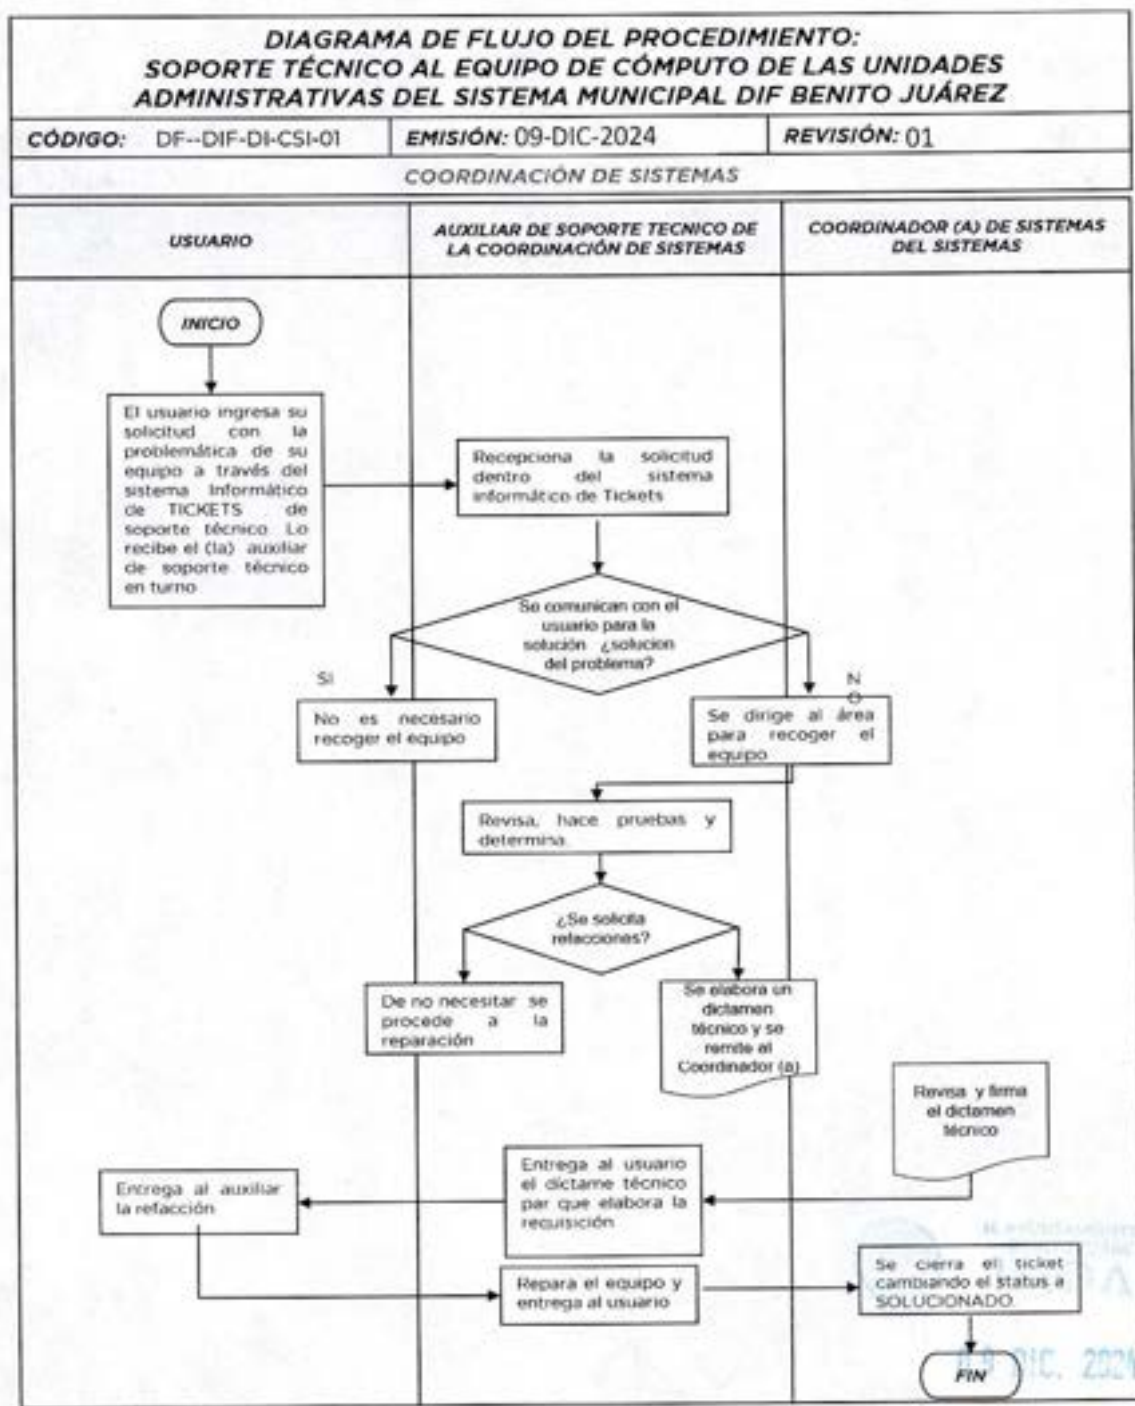 DIAGRAMA DE FLUJO DEL PROCEDIMIENTO:
SOPORTE TÉCNICO AL EQUIPO DE CÓMPUTO DE LAS UNIDADES
ADMINISTRATIVAS DEL SISTEMA MUNICIPAL DIF BENITO JUÁREZ
CÓDIGO: DF--DIF-DI-CSI-01
EMISIÓN: 09-DIC-2024
REVISIÓN: 01
COORDINACIÓN DE SISTEMAS
USUARIO
AUXILIAR DE SOPORTE TECNICO DE
LA COORDINACIÓN DE SISTEMAS
COORDINADOR (A) DE SISTEMAS
DEL SISTEMAS
INICIO
El usuario ingresa su
solicitud con la
problemática de su
equipo a través del
sistema Informático
de TICKETS de
soporte técnico. Lo
recibe el (la) auxiliar
de soporte técnico
en turno
Recepciona la solicitud
dentro del sistema
informático de Tickets
Se comunican con el
usuario para la
solución ¿solucion
del problema?
SI
N
O
No es necesario
recoger el equipo
Se dirige al área
para recoger el
equipo
Revisa, hace pruebas y
determina.
¿Se solicita
refacciones?
De no necesitar se
procede a la
reparación
Se elabora un
dictamen
técnico y se
remite al
Coordinador (a)
Revisa y firma
el dictamen
técnico
Entrega al usuario
el dictame técnico
par que elabora la
requisición
Entrega al auxiliar
la refacción
Repara el equipo y
entrega al usuario
Se cierra el ticket
cambiando el status a
SOLUCIONADO.
FIN
09 DIC. 2024